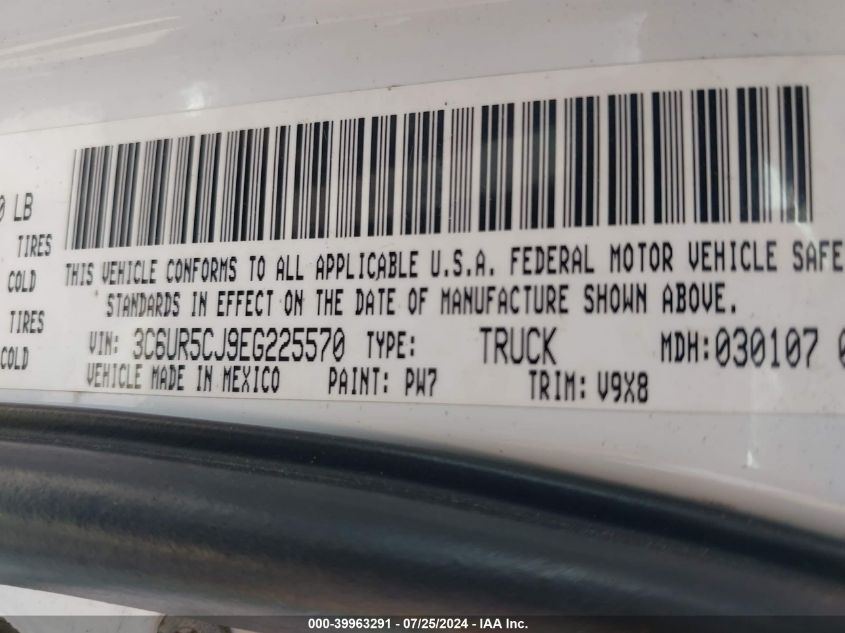 0 LB
TIRES
COLD
TIRES
COLD
THIS VEHICLE CONFORMS TO ALL APPLICABLE U.S.A. FEDERAL MOTOR VEHICLE SAFE
STANDARDS IN EFFECT ON THE DATE OF MANUFACTURE SHOWN ABOVE.
VIN: 3C6UR5CJ9EG225570 TYPE: TRUCK MDH: 030107 0
VEHICLE MADE IN MEXICO PAINT: PW7 TRIM: V9X8
000-39963291 - 07/25/2024 - IAA Inc.